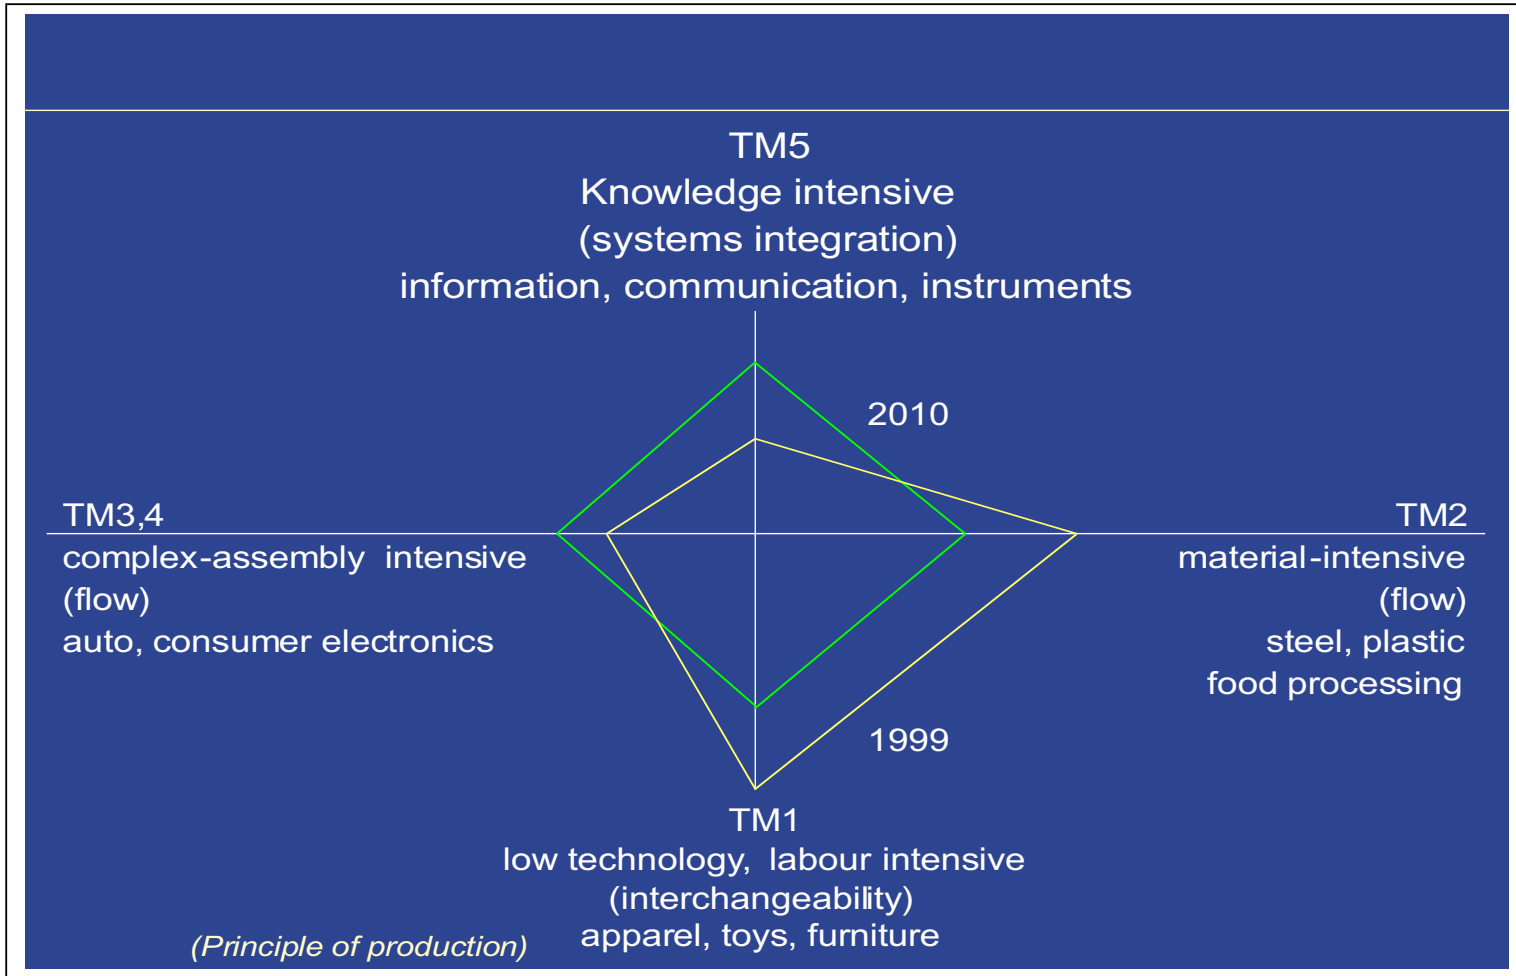 TM5
Knowledge intensive
(systems integration)
information, communication, instruments
2010
TM3,4
complex-assembly intensive
(flow)
auto, consumer electronics
TM2
material-intensive
(flow)
steel, plastic
food processing
1999
TM1
low technology, labour intensive
(interchangeability)
apparel, toys, furniture
(Principle of production)